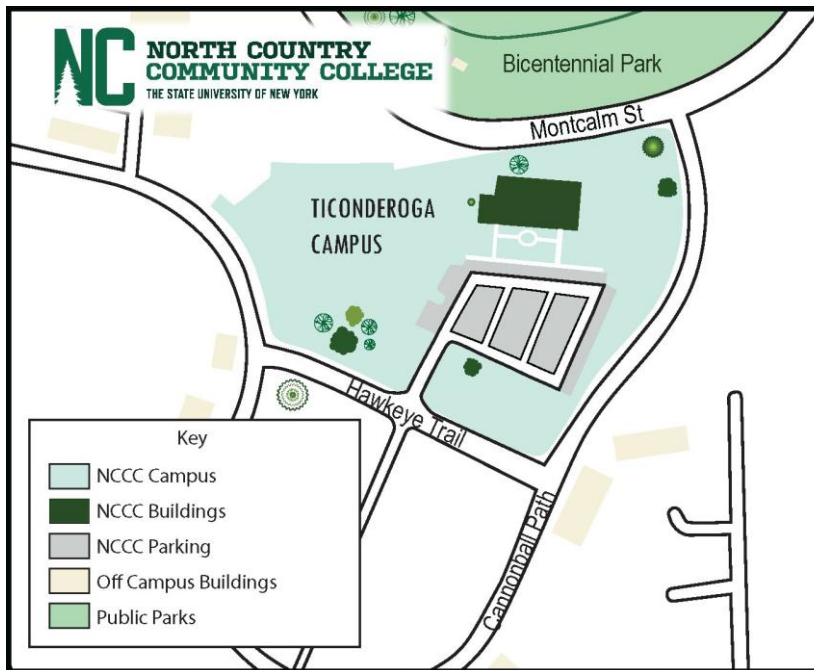 NC
NORTH COUNTRY
COMMUNITY COLLEGE
THE STATE UNIVERSITY OF NEW YORK
Bicentennial Park
Montcalm St
TICONDEROGA
CAMPUS
Hawkeye Trail
Cannonball Path
Key
NCCC Campus
NCCC Buildings
NCCC Parking
Off Campus Buildings
Public Parks